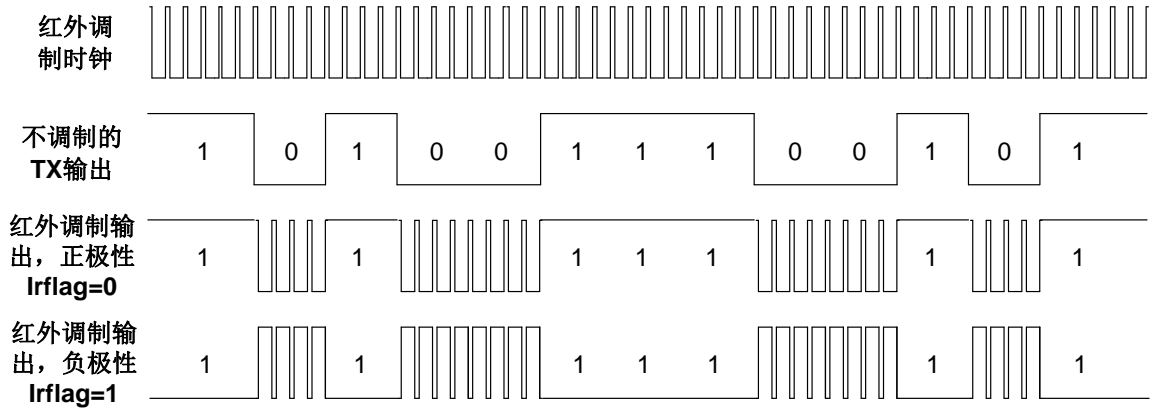 红外调
制时钟
不调制的
TX输出
1 0 1 0 0 1 1 1 0 0 1 0 1
红外调制输
出，正极性
Irflag=0
1 1 1 1 1 1 1
红外调制输
出，负极性
Irflag=1
1 1 1 1 1 1 1